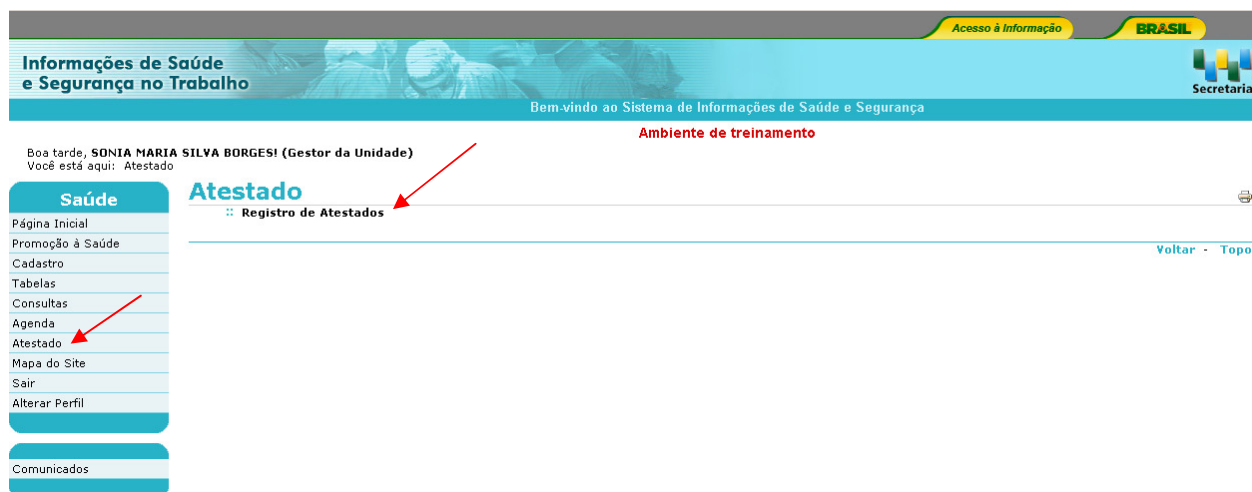 Acesso à Informação
BRASIL
Informações de Saúde
e Segurança no Trabalho
Secretaria
Bem-vindo ao Sistema de Informações de Saúde e Segurança
Ambiente de treinamento
Boa tarde, SONIA MARIA SILVA BORGES! (Gestor da Unidade)
Você está aqui: Atestado
Saúde
Página Inicial
Promoção à Saúde
Cadastro
Tabelas
Consultas
Agenda
Atestado
Mapa do Site
Sair
Alterar Perfil
Comunicados
Atestado
:: Registro de Atestados
Voltar - Topo